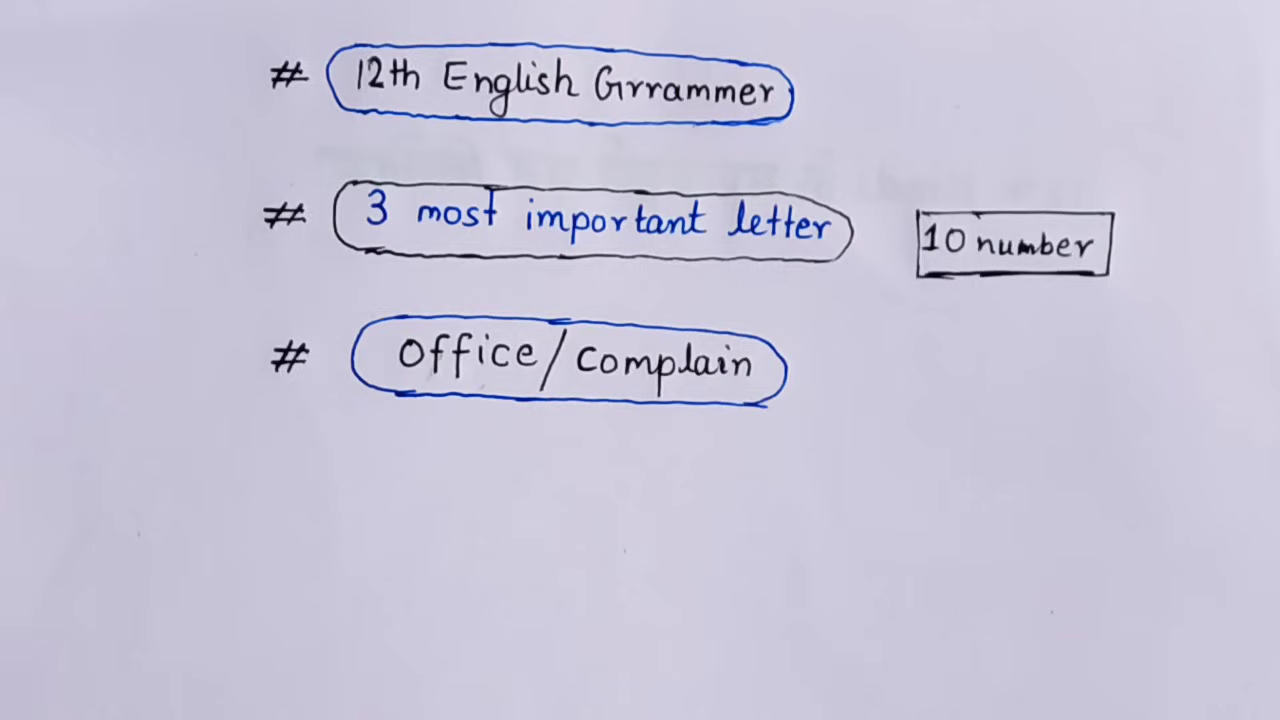 # 12th English Grrammer
# 3 most important letter 10 number
# Office/Complain